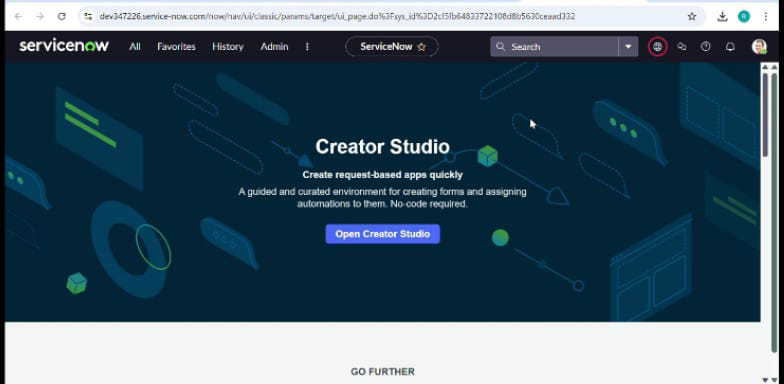 dev347226.service-now.com/now/nav/ui/classic/params/target/ui_page.do%3Fsys_id%3D2cf5fb64833722108d8b5630ceaad332
R
servicenow All Favorites History Admin ServiceNow Search
Creator Studio
Create request-based apps quickly
A guided and curated environment for creating forms and assigning
automations to them. No-code required.
Open Creator Studio
GO FURTHER